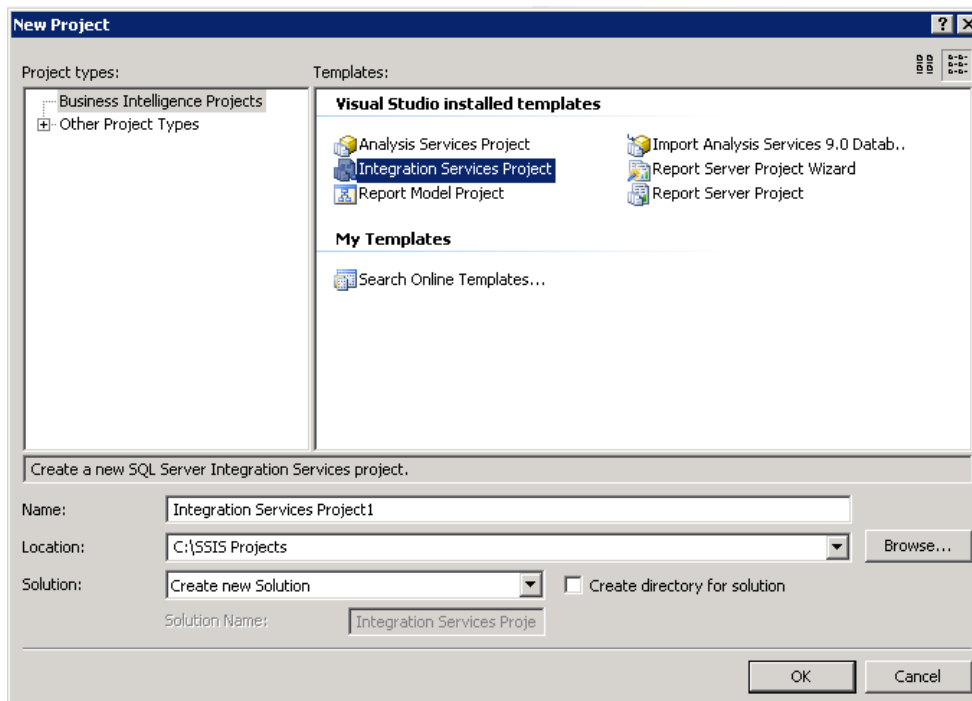 New Project
Project types:
Templates:
Business Intelligence Projects
Other Project Types
Visual Studio installed templates
Analysis Services Project
Import Analysis Services 9.0 Datab..
Integration Services Project
Report Server Project Wizard
Report Model Project
Report Server Project
My Templates
Search Online Templates...
Create a new SQL Server Integration Services project.
Name:
Integration Services Project1
Location:
C:\SSIS Projects
Browse...
Solution:
Create new Solution
Create directory for solution
Solution Name:
Integration Services Proje
OK
Cancel